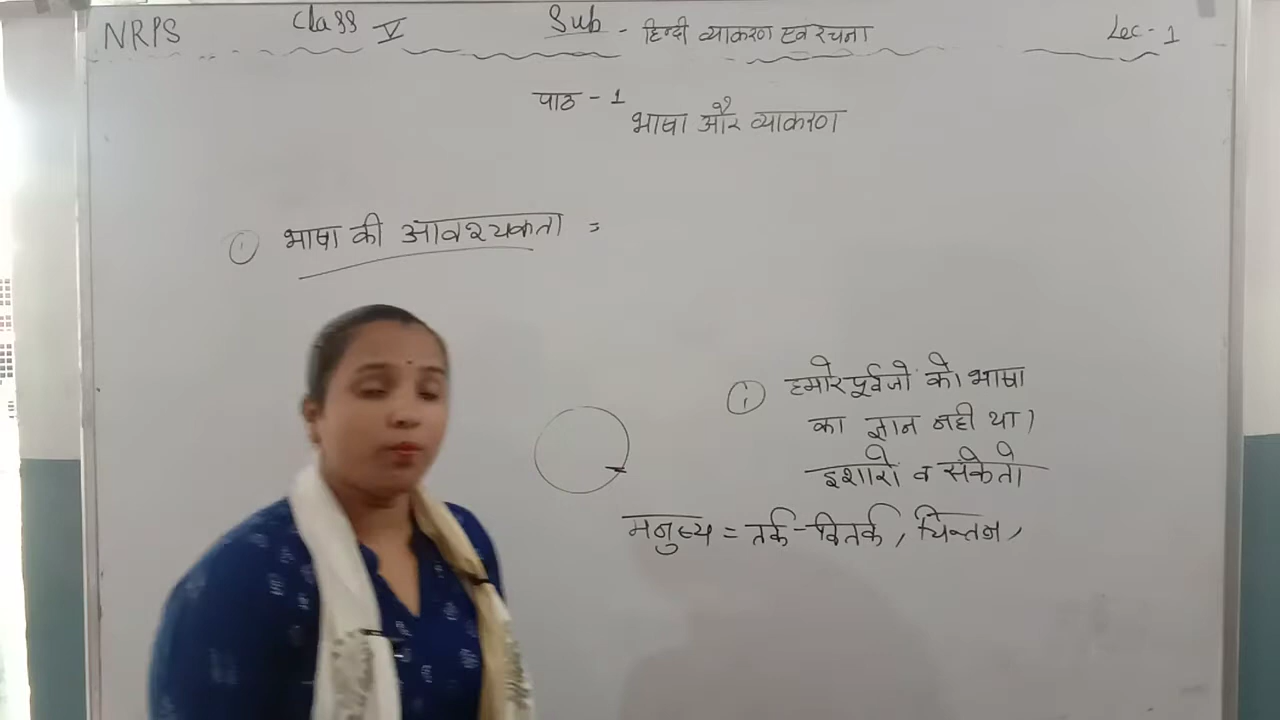 NRPS Class V Sub - हिन्दी व्याकरण एवं रचना Lec - 1
पाठ - 1
भाषा और व्याकरण
① भाषा की आवश्यकता =
① हमारे पूर्वजों को भाषा
का ज्ञान नहीं था।
इशारों व संकेतों
मनुष्य = तर्क-वितर्क, चिन्तन,